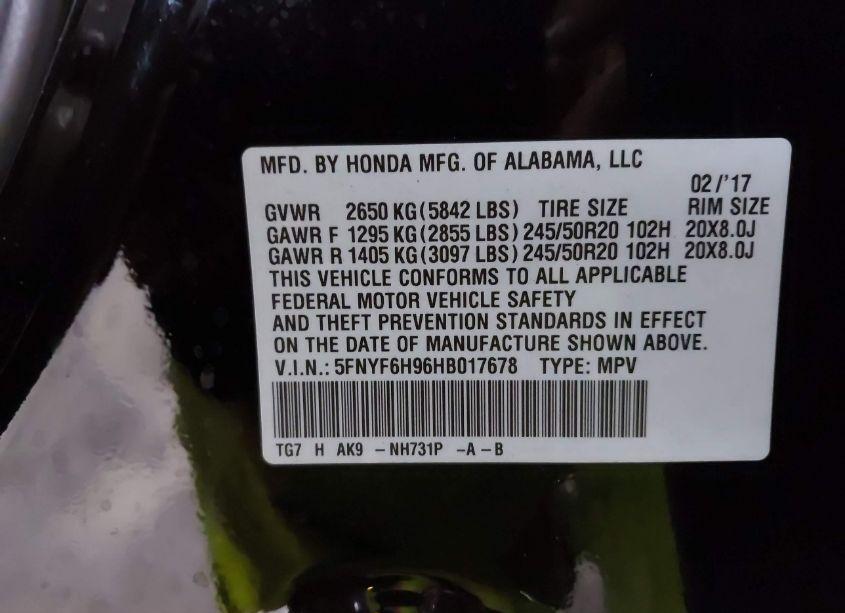 MFD. BY HONDA MFG. OF ALABAMA, LLC
02/'17
GVWR 2650 KG(5842 LBS) TIRE SIZE RIM SIZE
GAWR F 1295 KG(2855 LBS) 245/50R20 102H 20X8.0J
GAWR R 1405 KG(3097 LBS) 245/50R20 102H 20X8.0J
THIS VEHICLE CONFORMS TO ALL APPLICABLE
FEDERAL MOTOR VEHICLE SAFETY
AND THEFT PREVENTION STANDARDS IN EFFECT
ON THE DATE OF MANUFACTURE SHOWN ABOVE.
V.I.N.: 5FNYF6H96HB017678 TYPE: MPV
TG7 H AK9 –NH731P –A–B